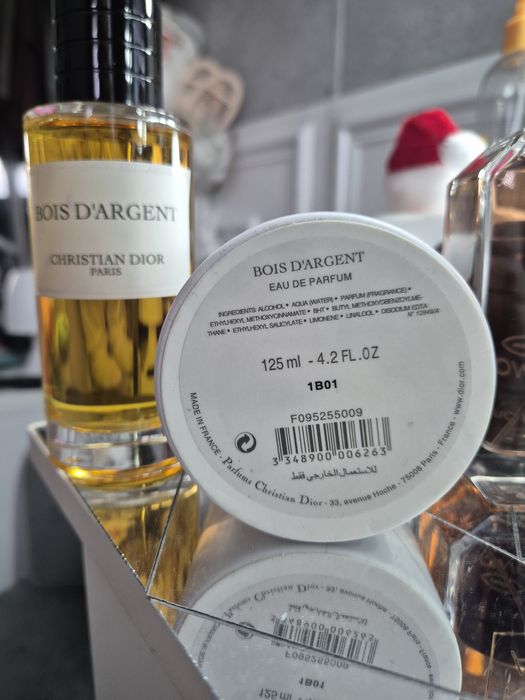 BOIS D'ARGENT
CHRISTIAN DIOR
PARIS
BOIS D'ARGENT
EAU DE PARFUM
INGREDIENTS: ALCOHOL • AQUA (WATER) • PARFUM (FRAGRANCE) •
ETHYLHEXYL METHOXYCINNAMATE • BHT • BUTYL METHOXYDIBENZOYLME-
THANE • ETHYLHEXYL SALICYLATE • LIMONENE • LINALOOL • DISODIUM EDTA
N° 12849/A
125 ml - 4.2 FL.OZ
1B01
F095255009
3 348900 006263
للاستعمال الخارجي فقط
MADE IN FRANCE - Parfums Christian Dior - 33, avenue Hoche - 75008 Paris - France - www.dior.com